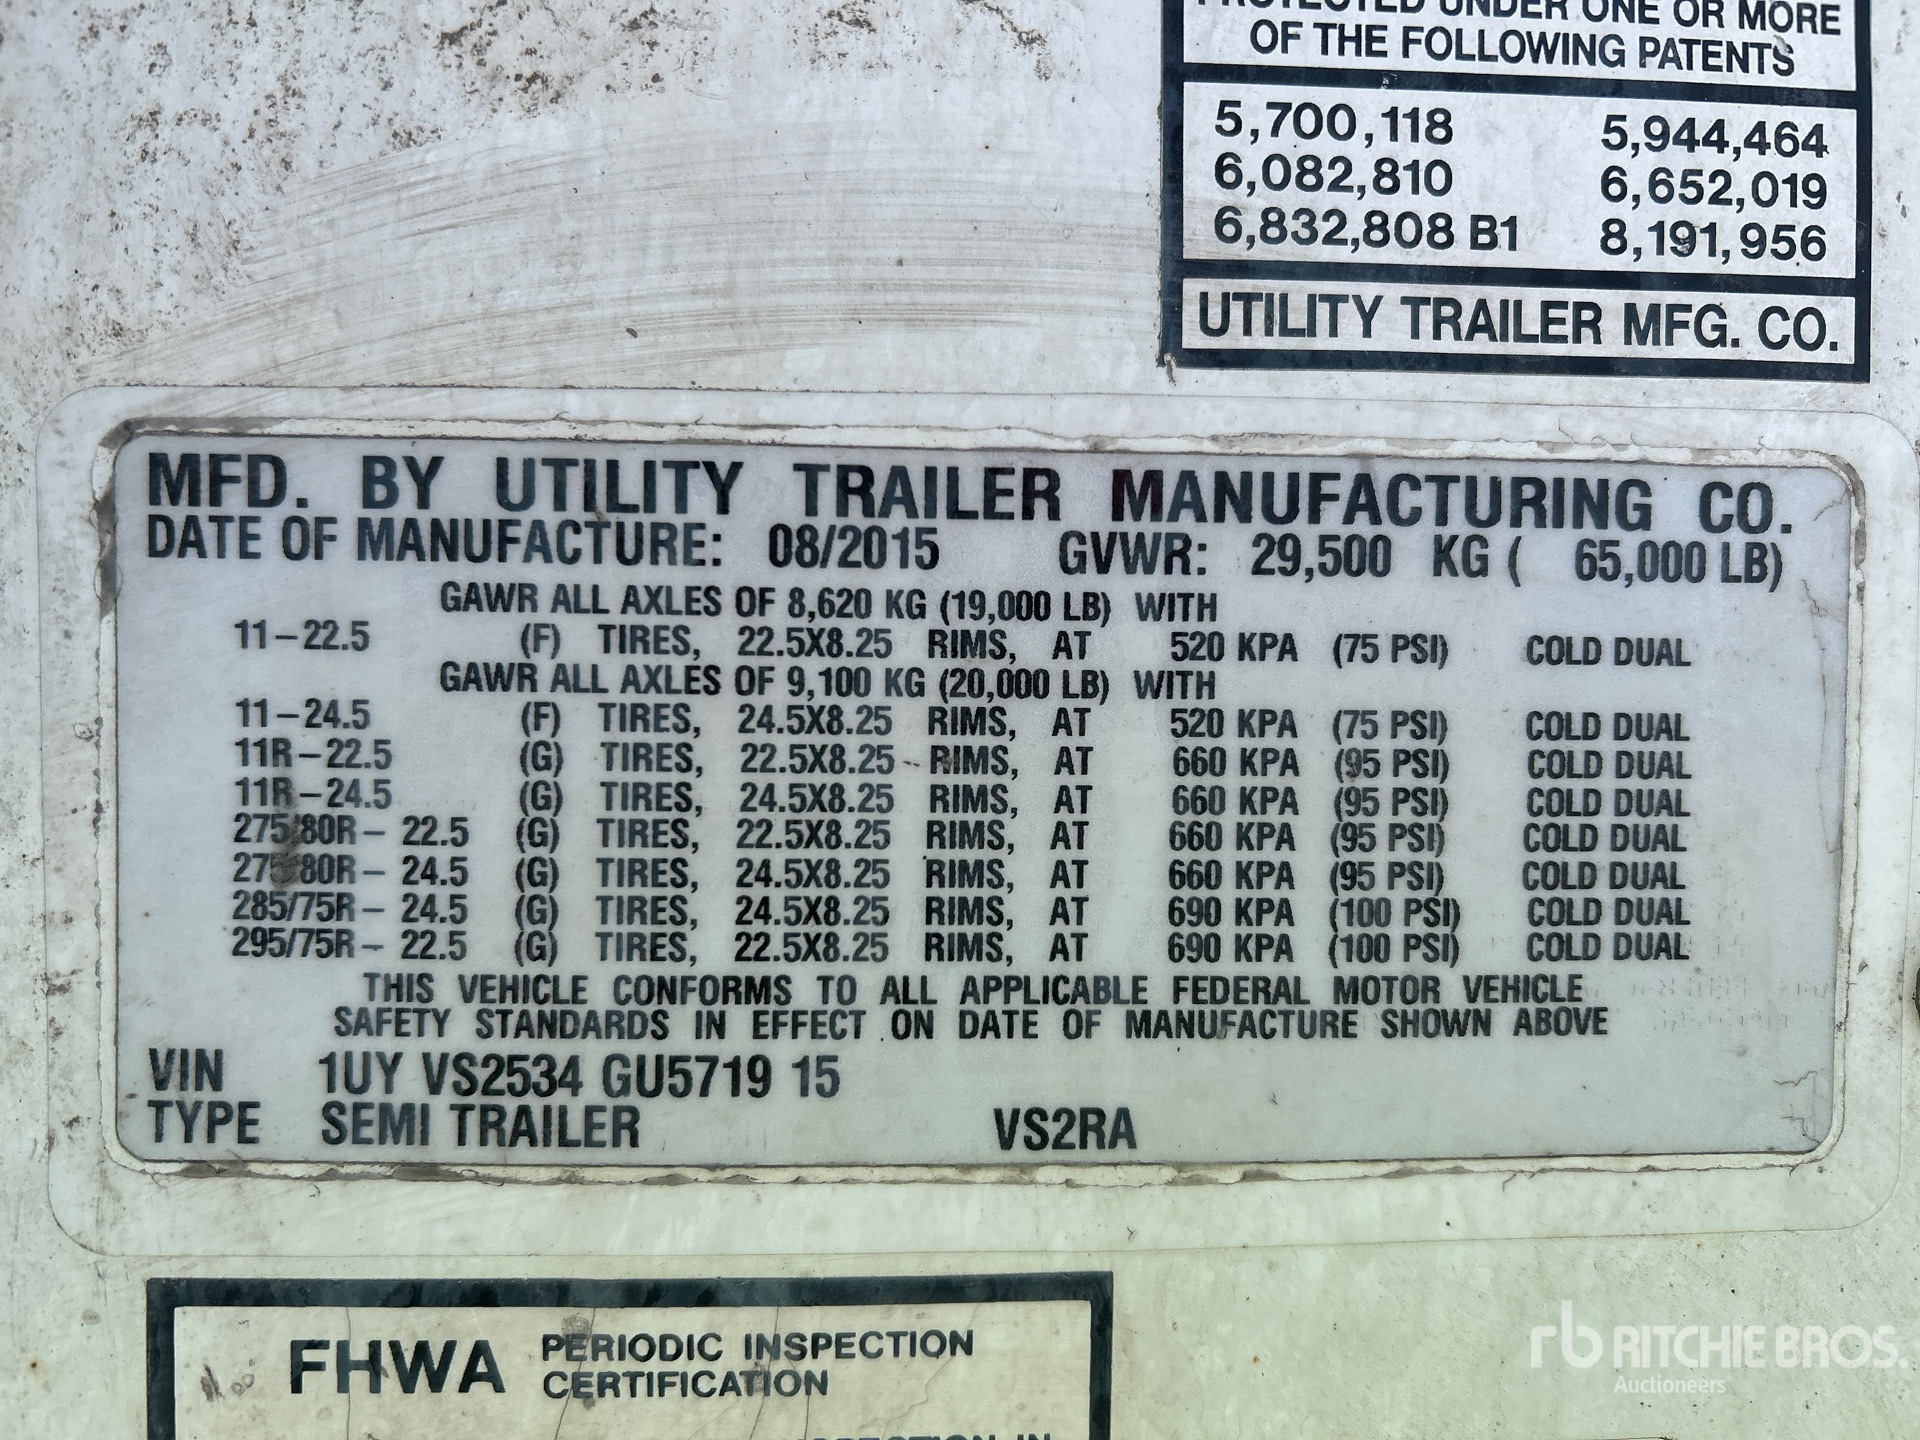 PROTECTED UNDER ONE OR MORE
OF THE FOLLOWING PATENTS
5,700,118 5,944,464
6,082,810 6,652,019
6,832,808 B1 8,191,956
UTILITY TRAILER MFG. CO.
MFD. BY UTILITY TRAILER MANUFACTURING CO.
DATE OF MANUFACTURE: 08/2015 GVWR: 29,500 KG ( 65,000 LB)
GAWR ALL AXLES OF 8,620 KG (19,000 LB) WITH
11-22.5 (F) TIRES, 22.5X8.25 RIMS, AT 520 KPA (75 PSI) COLD DUAL
GAWR ALL AXLES OF 9,100 KG (20,000 LB) WITH
11-24.5 (F) TIRES, 24.5X8.25 RIMS, AT 520 KPA (75 PSI) COLD DUAL
11R-22.5 (G) TIRES, 22.5X8.25 RIMS, AT 660 KPA (95 PSI) COLD DUAL
11R-24.5 (G) TIRES, 24.5X8.25 RIMS, AT 660 KPA (95 PSI) COLD DUAL
275/80R- 22.5 (G) TIRES, 22.5X8.25 RIMS, AT 660 KPA (95 PSI) COLD DUAL
275/80R- 24.5 (G) TIRES, 24.5X8.25 RIMS, AT 660 KPA (95 PSI) COLD DUAL
285/75R- 24.5 (G) TIRES, 24.5X8.25 RIMS, AT 690 KPA (100 PSI) COLD DUAL
295/75R- 22.5 (G) TIRES, 22.5X8.25 RIMS, AT 690 KPA (100 PSI) COLD DUAL
THIS VEHICLE CONFORMS TO ALL APPLICABLE FEDERAL MOTOR VEHICLE
SAFETY STANDARDS IN EFFECT ON DATE OF MANUFACTURE SHOWN ABOVE
VIN 1UY VS2534 GU5719 15
TYPE SEMI TRAILER VS2RA
FHWA PERIODIC INSPECTION
CERTIFICATION
rb RITCHIE BROS.
Auctioneers